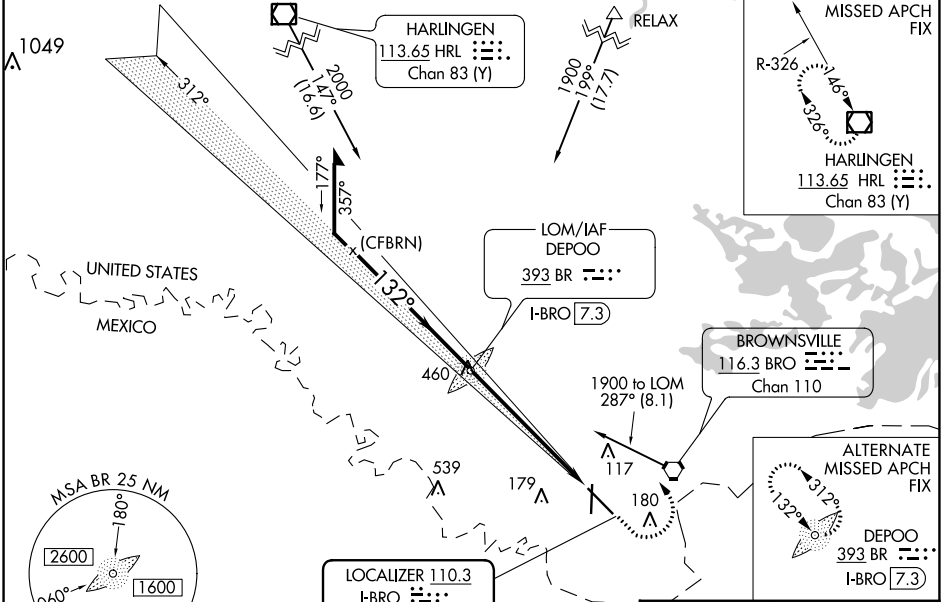 1049
HARLINGEN
113.65 HRL
Chan 83 (Y)
2000
147°
(16.6)
RELAX
1900
199°
(17.7)
MISSED APCH
FIX
R-326
146°
326°
HARLINGEN
113.65 HRL
Chan 83 (Y)
312°
177°
357°
(CFBRN)
132°
LOM/IAF
DEPOO
393 BR
I-BRO 7.3
UNITED STATES
MEXICO
460
BROWNSVILLE
116.3 BRO
Chan 110
1900 to LOM
287° (8.1)
117
539
179
180
ALTERNATE
MISSED APCH
FIX
312°
132°
DEPOO
393 BR
I-BRO 7.3
MSA BR 25 NM
180°
2600
1600
060°
LOCALIZER 110.3
I-BRO